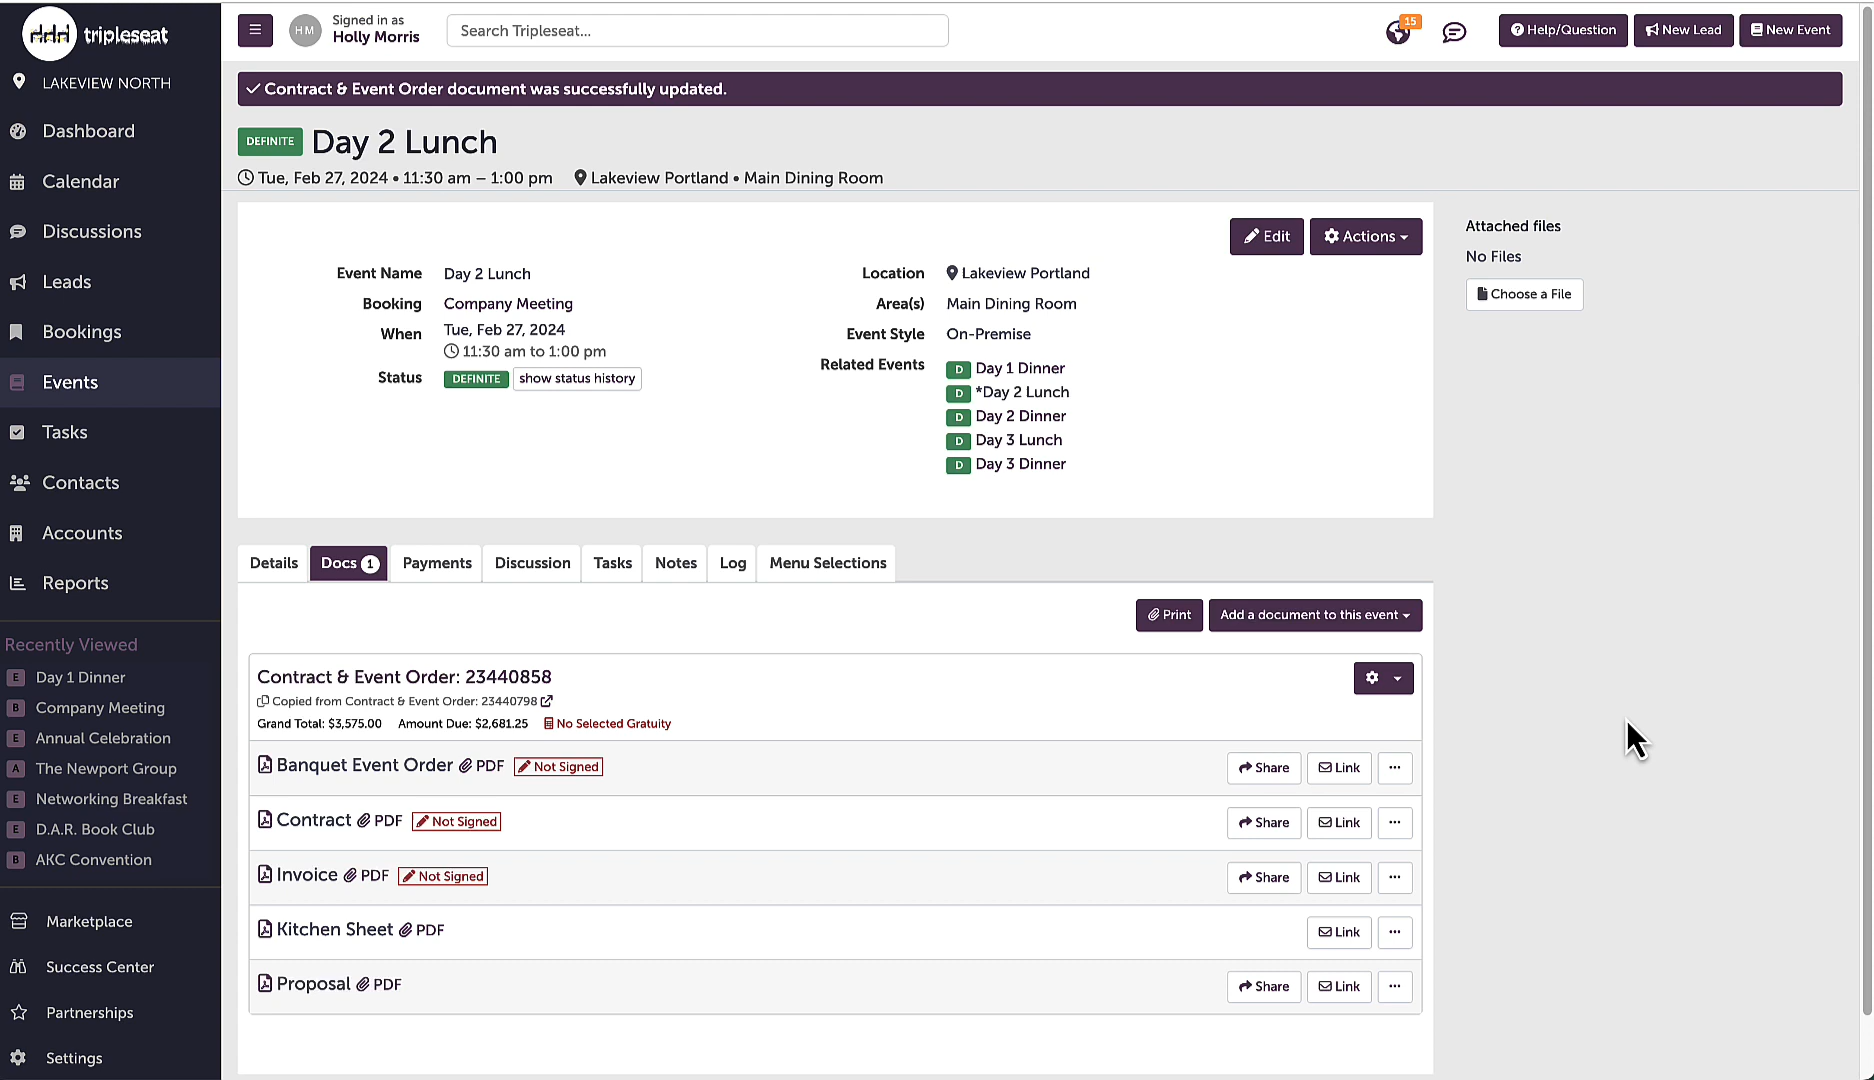 tripleseat
LAKEVIEW NORTH
Dashboard
Calendar
Discussions
Leads
Bookings
Events
Tasks
Contacts
Accounts
Reports
Recently Viewed
E Day 1 Dinner
B Company Meeting
E Annual Celebration
A The Newport Group
E Networking Breakfast
E D.A.R. Book Club
B AKC Convention
Marketplace
Success Center
Partnerships
Settings
HM
Signed in as
Holly Morris
Search Tripleseat...
15
Help/Question
New Lead
New Event
Contract & Event Order document was successfully updated.
DEFINITE Day 2 Lunch
Tue, Feb 27, 2024 • 11:30 am – 1:00 pm Lakeview Portland • Main Dining Room
Edit
Actions
Event Name Day 2 Lunch
Booking Company Meeting
When Tue, Feb 27, 2024
11:30 am to 1:00 pm
Status DEFINITE show status history
Location Lakeview Portland
Area(s) Main Dining Room
Event Style On-Premise
Related Events D Day 1 Dinner
D *Day 2 Lunch
D Day 2 Dinner
D Day 3 Lunch
D Day 3 Dinner
Attached files
No Files
Choose a File
Details Docs 1 Payments Discussion Tasks Notes Log Menu Selections
Print Add a document to this event
Contract & Event Order: 23440858
Copied from Contract & Event Order: 23440798
Grand Total: $3,575.00 Amount Due: $2,681.25 No Selected Gratuity
Banquet Event Order PDF Not Signed Share Link ...
Contract PDF Not Signed Share Link ...
Invoice PDF Not Signed Share Link ...
Kitchen Sheet PDF Link ...
Proposal PDF Share Link ...